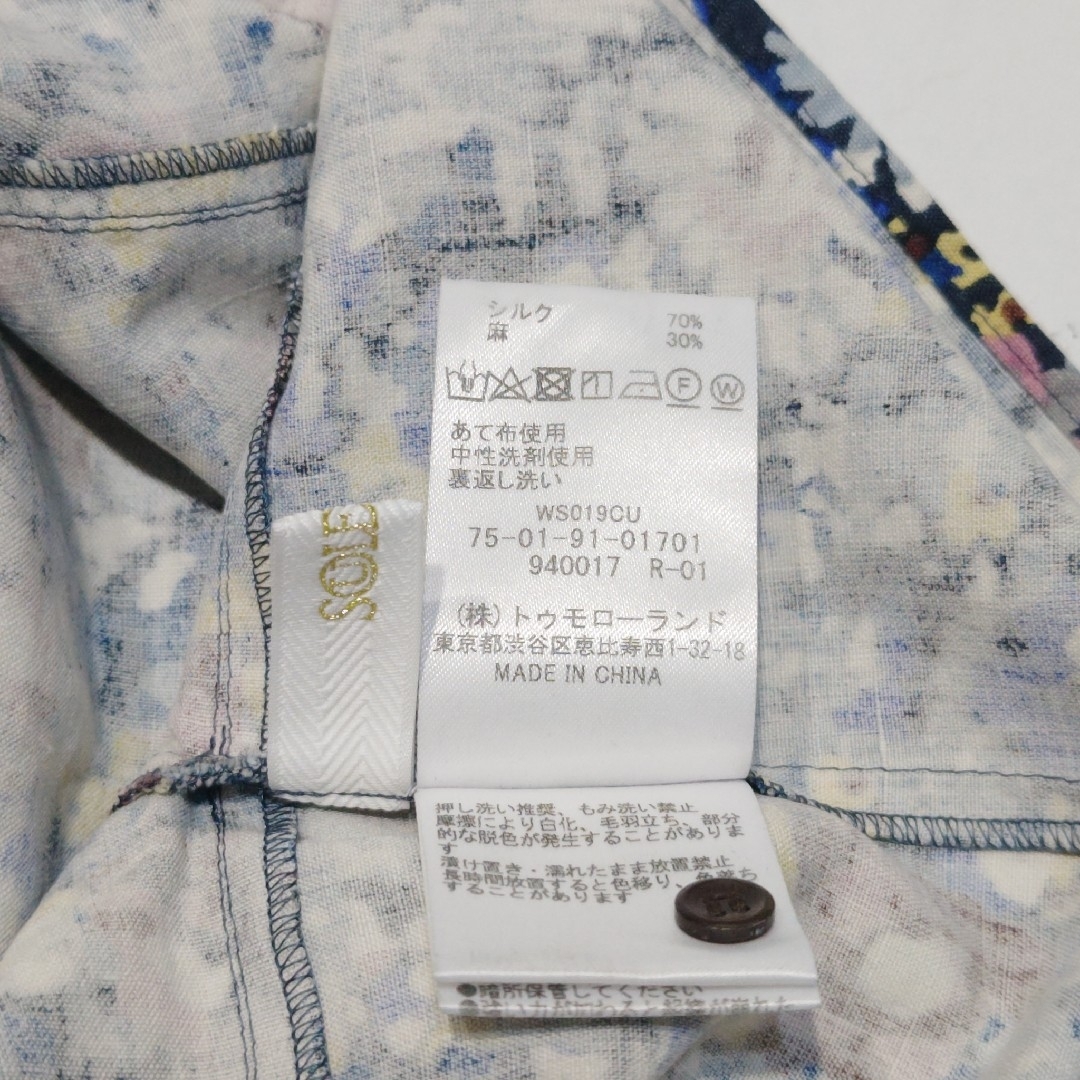 シルク 70%
麻 30%
F W
あて布使用
中性洗剤使用
裏返し洗い
WS019CU
75-01-91-01701
940017 R-01
(株)トゥモローランド
東京都渋谷区恵比寿西1-32-18
MADE IN CHINA
押し洗い推奨、もみ洗い禁止
摩擦により白化、毛羽立ち、部分
的な脱色が発生することがありま
す
漬け置き・濡れたまま放置禁止
長時間放置すると色移り、色落ち
することがあります
暗所保管してください
SOIE